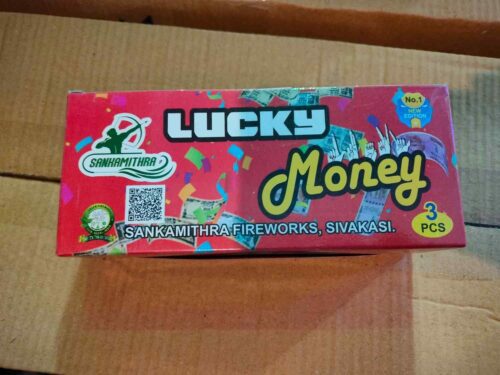 LUCKY
No.1
NEW
EDITION
SANKAMITHRA
Money
SANKAMITHRA FIREWORKS, SIVAKASI.
3
PCS